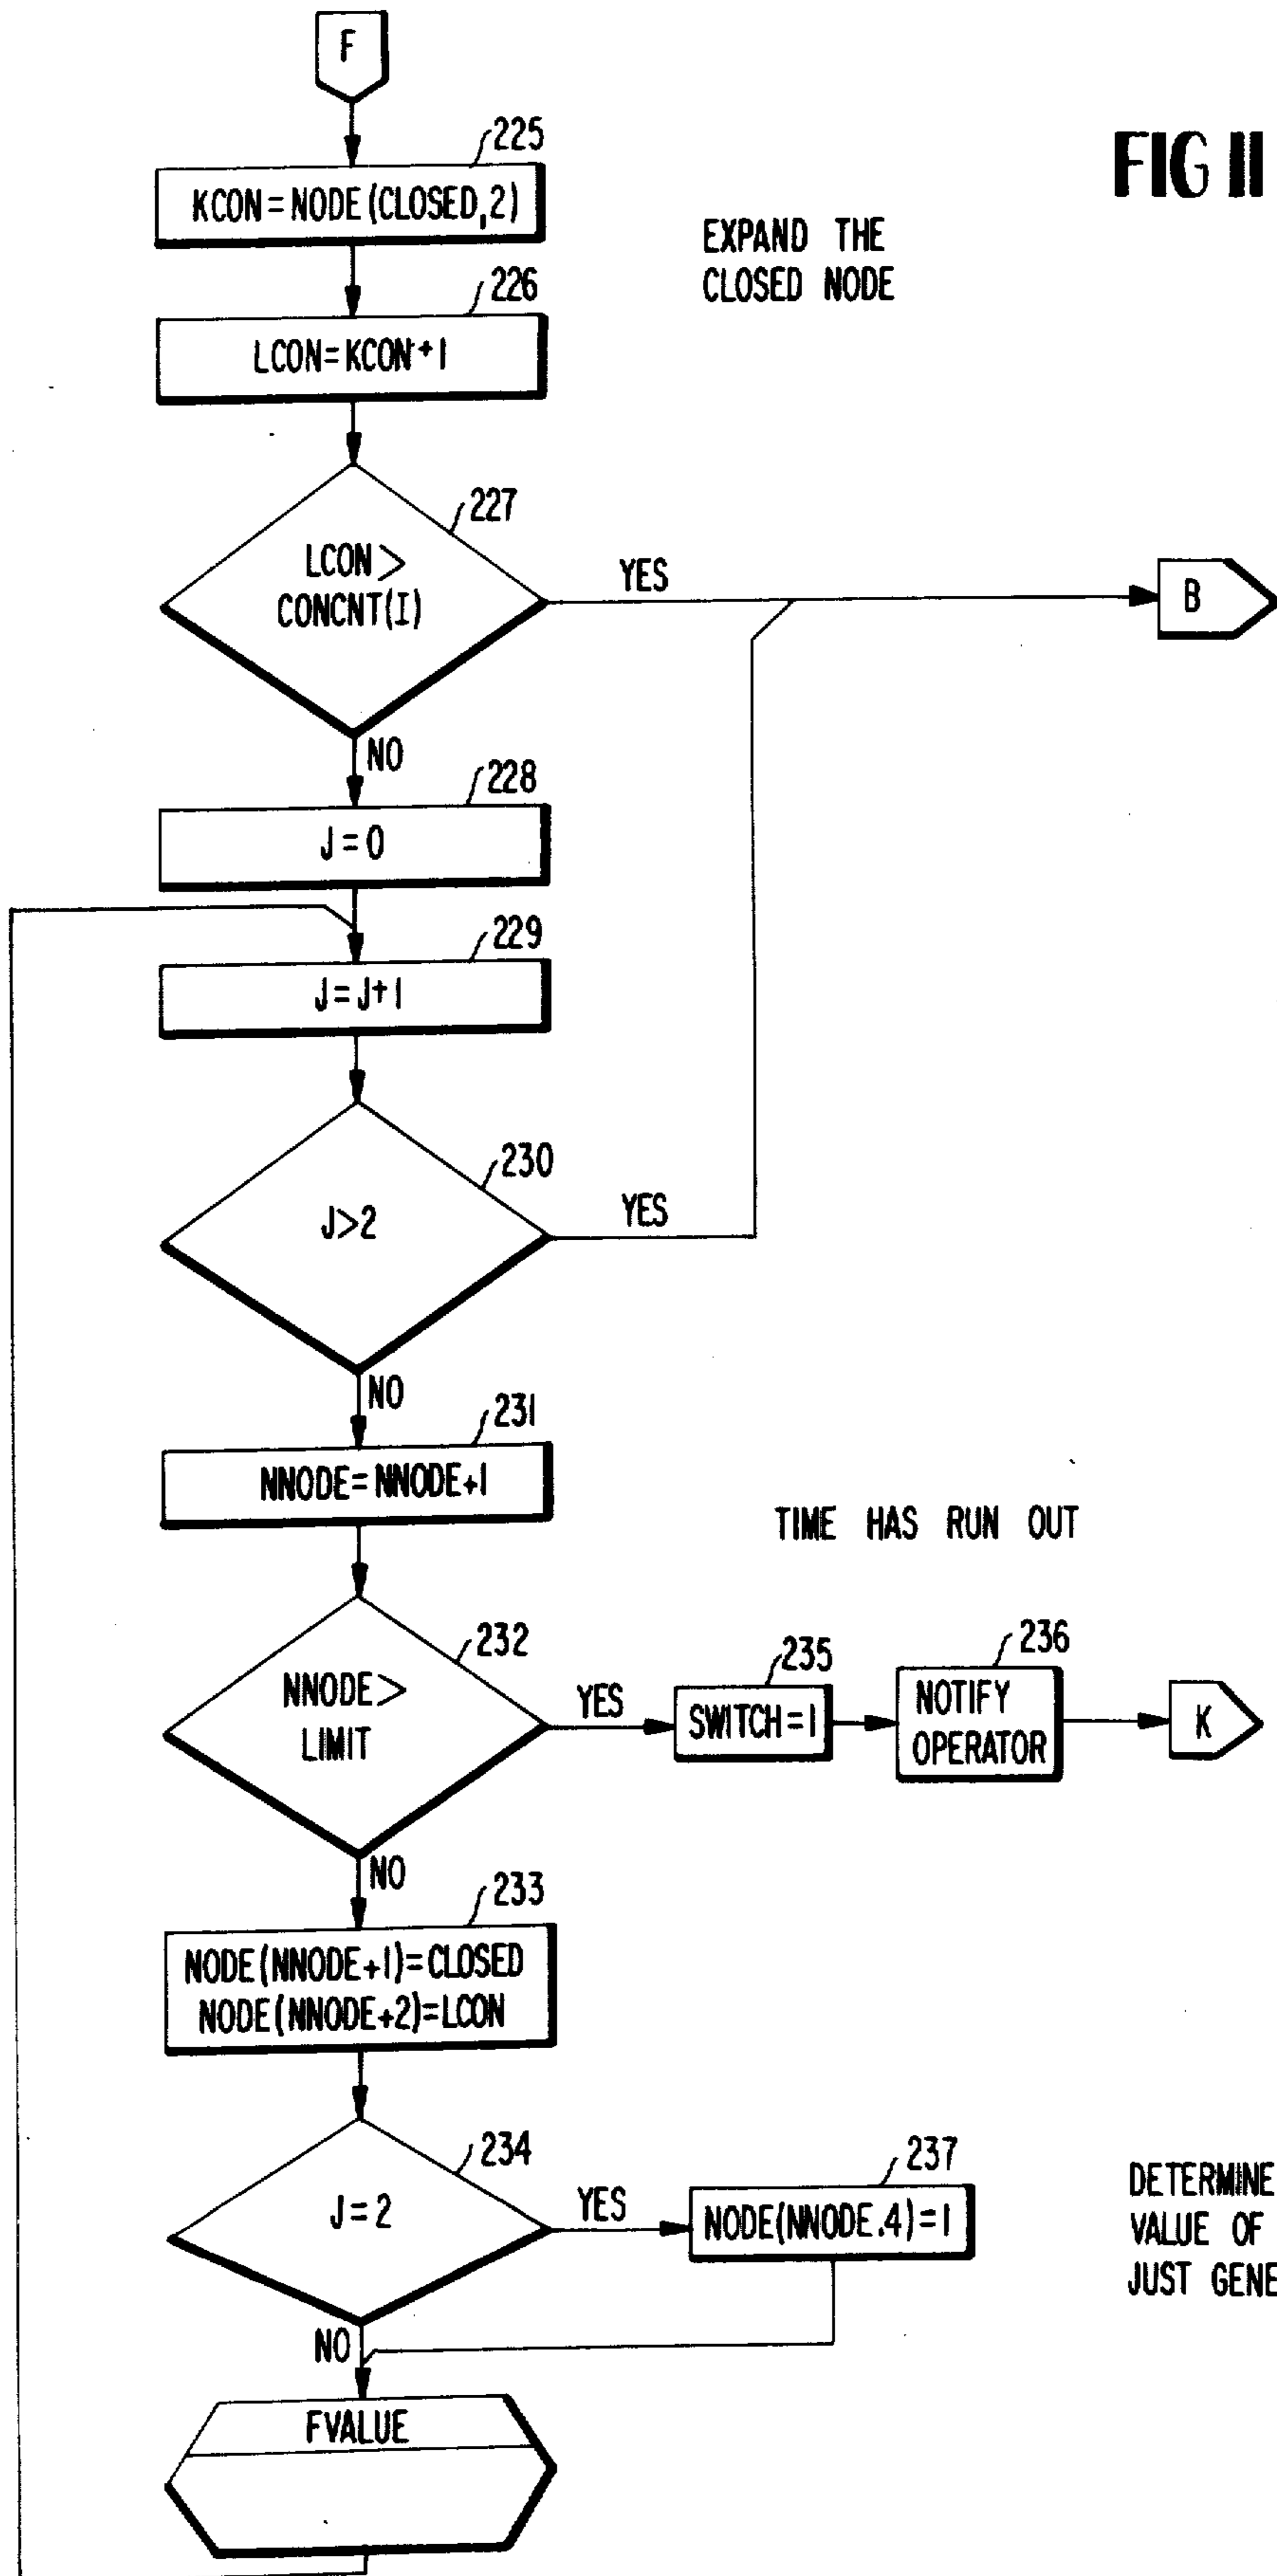 F
FIG 11
225
KCON=NODE(CLOSED,2)
EXPAND THE
CLOSED NODE
226
LCON=KCON+1
227
LCON>
CONCNT(I)
YES
B
NO
228
J=0
229
J=J+1
230
J>2
YES
NO
231
NNODE=NNODE+1
TIME HAS RUN OUT
232
NNODE>
LIMIT
YES
235
SWITCH=1
236
NOTIFY
OPERATOR
K
NO
233
NODE(NNODE+1)=CLOSED
NODE(NNODE+2)=LCON
234
J=2
YES
237
NODE(NNODE.4)=1
DETERMINE
VALUE OF
JUST GENE
NO
FVALUE